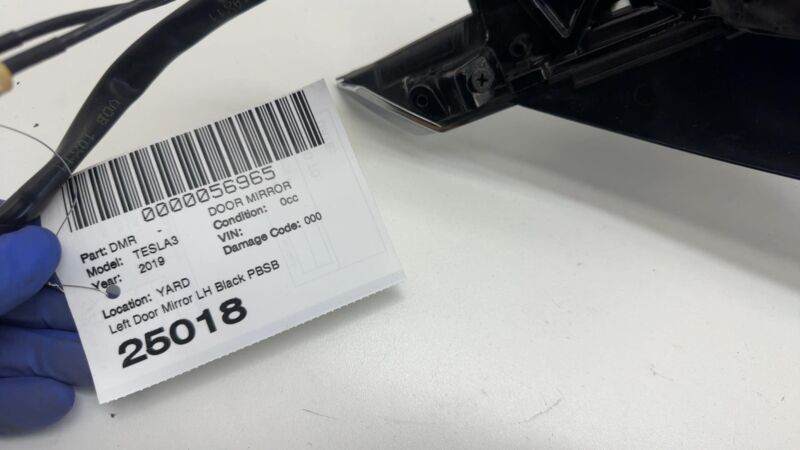 0000056965
Part: DMR DOOR MIRROR
Model: TESLA3 Condition: 0cc
Year: 2019 VIN:
Damage Code: 000
Location: YARD
Left Door Mirror LH Black PBSB
25018